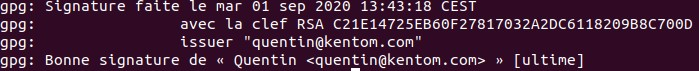 gpg: Signature faite le mar 01 sep 2020 13:43:18 CEST
gpg: avec la clef RSA C21E14725EB60F27817032A2DC6118209B8C700D
gpg: issuer "quentin@kentom.com"
gpg: Bonne signature de « Quentin <quentin@kentom.com> » [ultime]